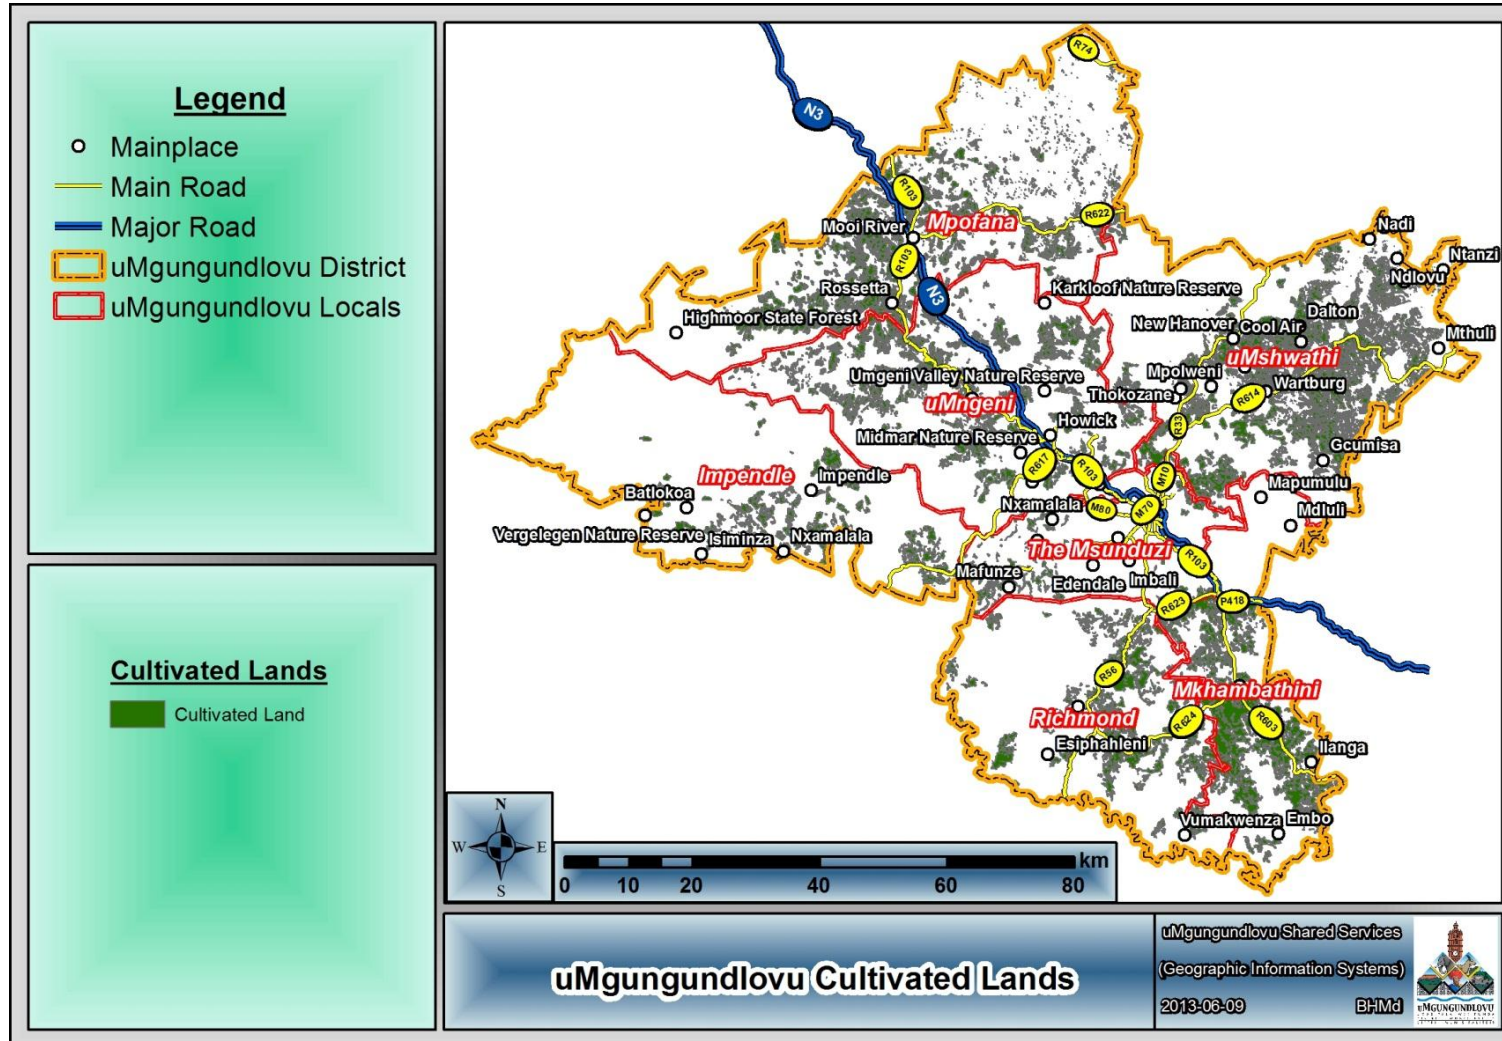 Legend
Mainplace
Main Road
Major Road
uMgungundlovu District
uMgungundlovu Locals
Cultivated Lands
Cultivated Land
R74
N3
R103
R622
Mooi River
Mpofana
R103
Nadi
Ntanzi
Ndlovu
Rossetta
N3
Karkloof Nature Reserve
Highmoor State Forest
New Hanover
Cool Air
Dalton
Mthuli
uMshwathi
Umgeni Valley Nature Reserve
Mpolweni
Thokozane
Wartburg
R614
uMngeni
R33
Howick
Midmar Nature Reserve
Gcumisa
R617
R103
M10
Impendle
Impendle
Mapumulu
Batlokoa
Nxamalala
M80
M70
Mdluli
Vergelegen Nature Reserve
Isiminza
Nxamalala
The Msunduzi
R103
Mafunze
Edendale
Imbali
R623
P418
R56
Mkhambathini
Richmond
R624
R603
Esiphahleni
Ilanga
Vumakwenza
Embo
N
W
E
S
km
0 10 20 40 60 80
uMgungundlovu Cultivated Lands
uMgungundlovu Shared Services
(Geographic Information Systems)
2013-06-09 BHMd
uMGUNGUNDLOVU